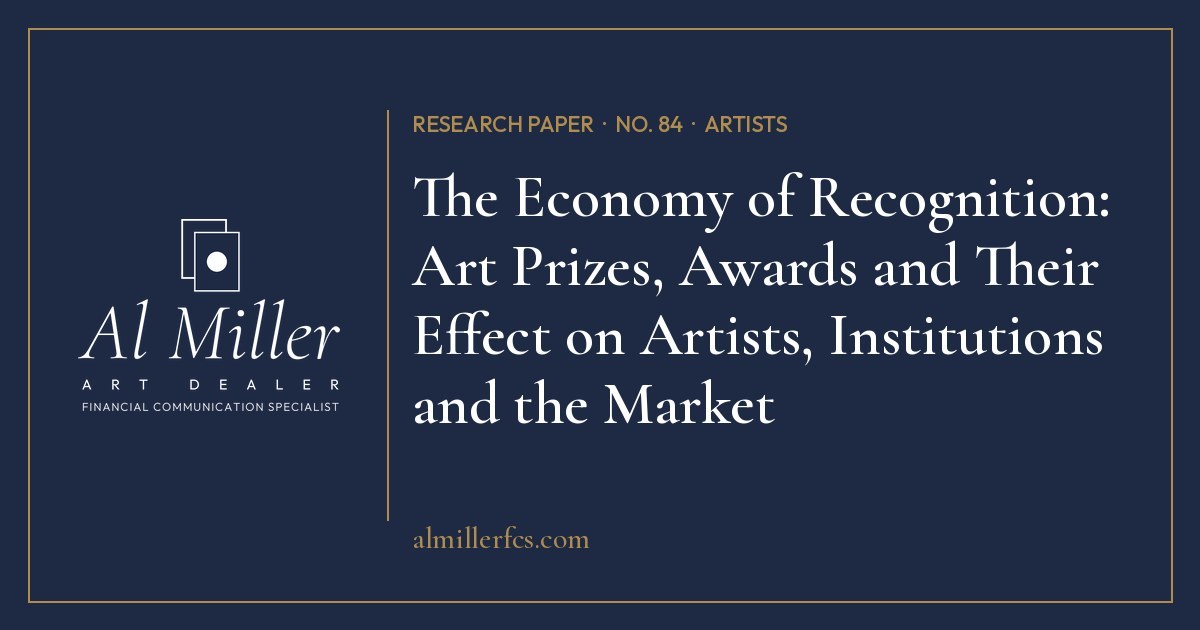 Al Miller
ART DEALER
FINANCIAL COMMUNICATION SPECIALIST
RESEARCH PAPER · NO. 84 · ARTISTS
The Economy of Recognition:
Art Prizes, Awards and Their
Effect on Artists, Institutions
and the Market
almillerfcs.com